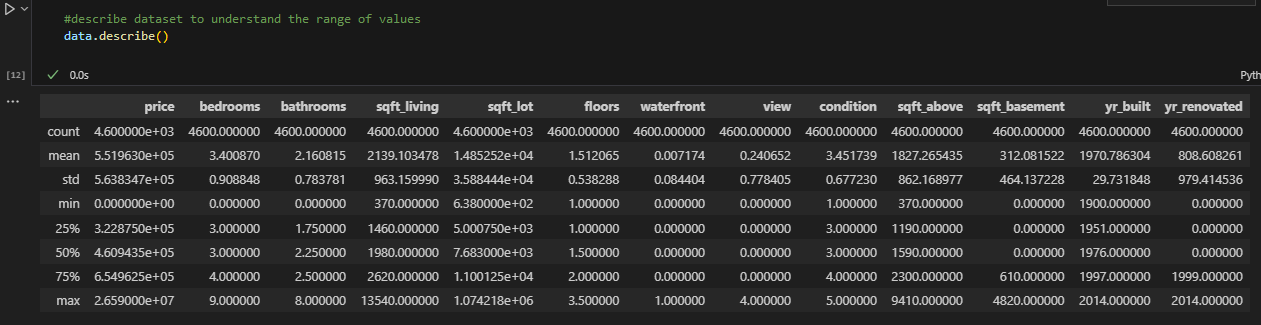 #describe dataset to understand the range of values
data.describe()
[12] ✓ 0.0s
Pyth
... price bedrooms bathrooms sqft_living sqft_lot floors waterfront view condition sqft_above sqft_basement yr_built yr_renovated
count 4.600000e+03 4600.000000 4600.000000 4600.000000 4.600000e+03 4600.000000 4600.000000 4600.000000 4600.000000 4600.000000 4600.000000 4600.000000 4600.000000
mean 5.519630e+05 3.400870 2.160815 2139.103478 1.485252e+04 1.512065 0.007174 0.240652 3.451739 1827.265435 312.081522 1970.786304 808.608261
std 5.638347e+05 0.908848 0.783781 963.159990 3.588444e+04 0.538288 0.084404 0.778405 0.677230 862.168977 464.137228 29.731848 979.414536
min 0.000000e+00 0.000000 0.000000 370.000000 6.380000e+02 1.000000 0.000000 0.000000 1.000000 370.000000 0.000000 1900.000000 0.000000
25% 3.228750e+05 3.000000 1.750000 1460.000000 5.000750e+03 1.000000 0.000000 0.000000 3.000000 1190.000000 0.000000 1951.000000 0.000000
50% 4.609435e+05 3.000000 2.250000 1980.000000 7.683000e+03 1.500000 0.000000 0.000000 3.000000 1590.000000 0.000000 1976.000000 0.000000
75% 6.549625e+05 4.000000 2.500000 2620.000000 1.100125e+04 2.000000 0.000000 0.000000 4.000000 2300.000000 610.000000 1997.000000 1999.000000
max 2.659000e+07 9.000000 8.000000 13540.000000 1.074218e+06 3.500000 1.000000 4.000000 5.000000 9410.000000 4820.000000 2014.000000 2014.000000